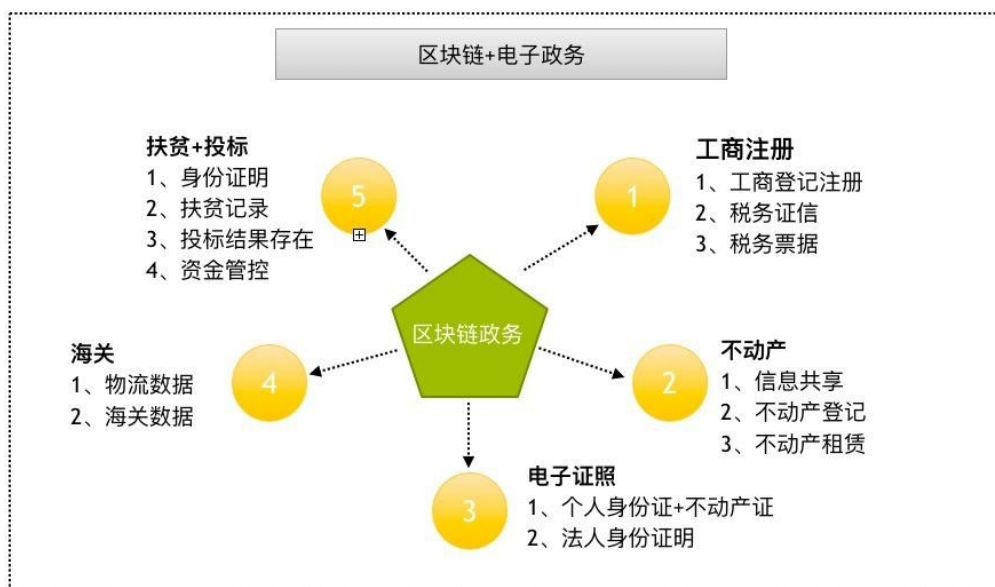 区块链+电子政务
扶贫+投标
1、身份证明
2、扶贫记录
3、投标结果存在
4、资金管控
5
1
工商注册
1、工商登记注册
2、税务证信
3、税务票据
区块链政务
海关
1、物流数据
2、海关数据
4
2
不动产
1、信息共享
2、不动产登记
3、不动产租赁
3
电子证照
1、个人身份证+不动产证
2、法人身份证明